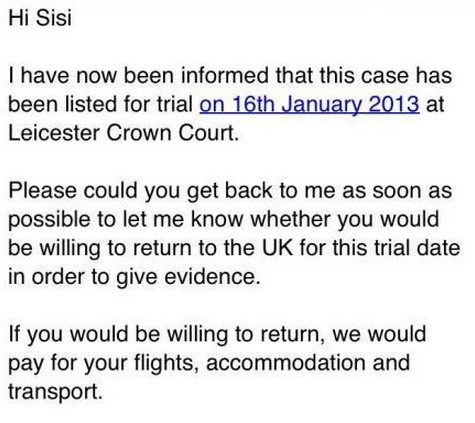 Hi Sisi
I have now been informed that this case has
been listed for trial on 16th January 2013 at
Leicester Crown Court.
Please could you get back to me as soon as
possible to let me know whether you would
be willing to return to the UK for this trial date
in order to give evidence.
If you would be willing to return, we would
pay for your flights, accommodation and
transport.